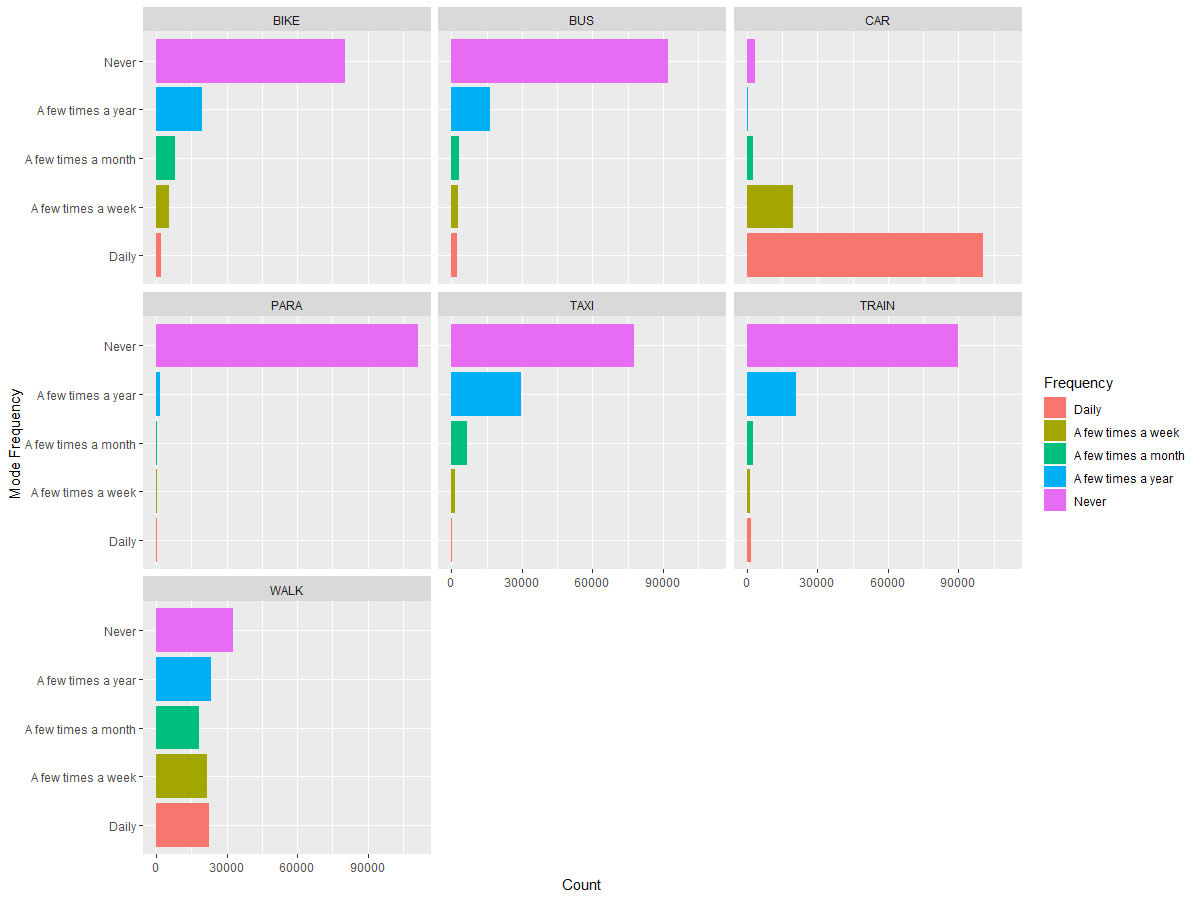 BIKE BUS CAR
Never
A few times a year
A few times a month
A few times a week
Daily
PARA TAXI TRAIN
Never
A few times a year
A few times a month
A few times a week
Daily
0 30000 60000 90000 0 30000 60000 90000
WALK
Never
A few times a year
A few times a month
A few times a week
Daily
0 30000 60000 90000
Count
Mode Frequency
Frequency
Daily
A few times a week
A few times a month
A few times a year
Never